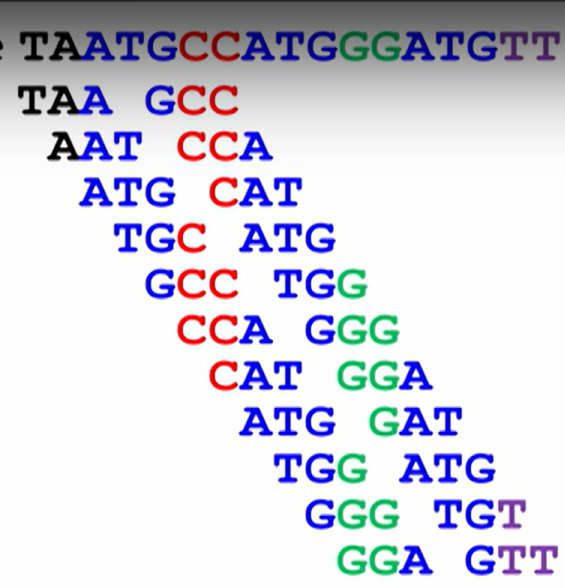 TAATGCCATGGGATGTT
TAA GCC
AAT CCA
ATG CAT
TGC ATG
GCC TGG
CCA GGG
CAT GGA
ATG GAT
TGG ATG
GGG TGT
GGA GTT